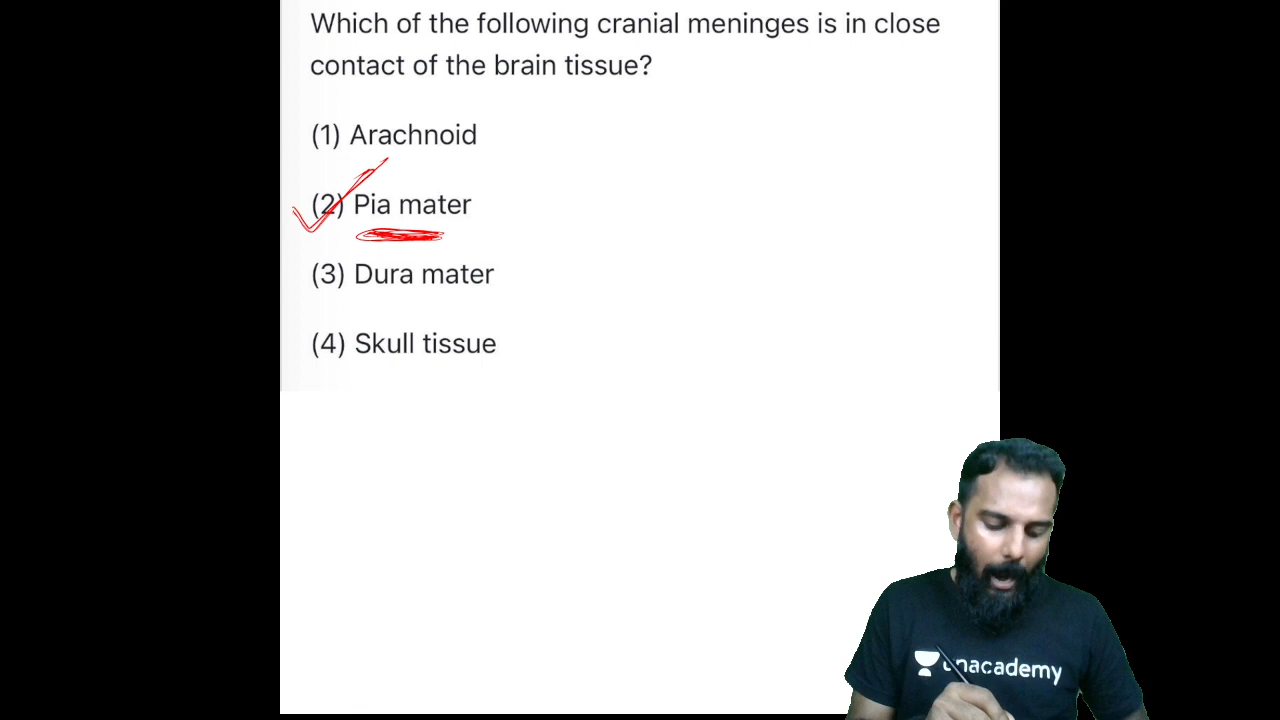 Which of the following cranial meninges is in close
contact of the brain tissue?
(1) Arachnoid
(2) Pia mater
(3) Dura mater
(4) Skull tissue
unacademy